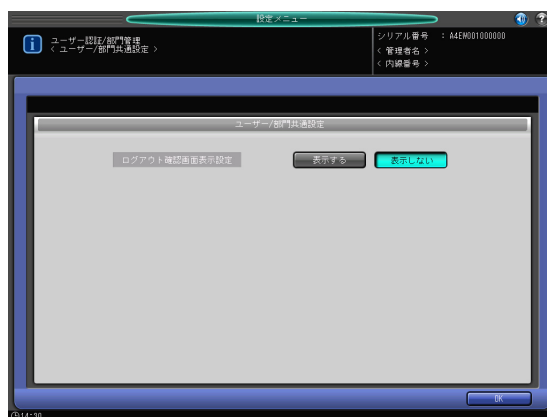 設定メニュー
?
i
ユーザー認証/部門管理
< ユーザー/部門共通設定 >
シリアル番号 : A4EW001000000
< 管理者名 >
< 内線番号 >
ユーザー/部門共通設定
ログアウト確認画面表示設定
表示する
表示しない
OK
14:30